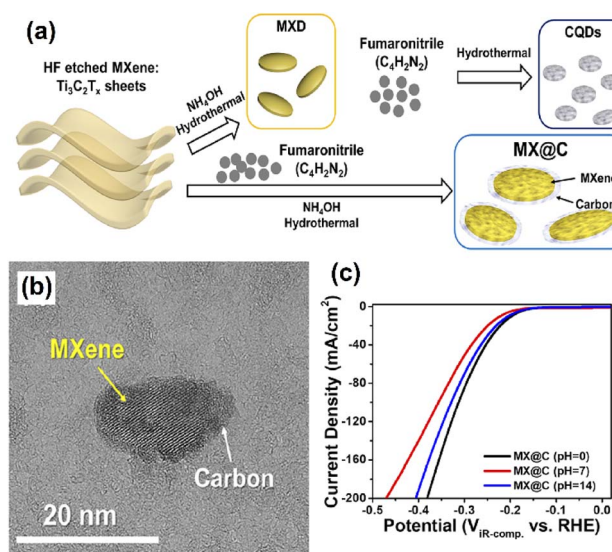 (a)
HF etched MXene:
Ti₃C₂Tₓ sheets
NH₄OH
Hydrothermal
MXD
Fumaronitrile
(C₄H₂N₂)
Hydrothermal
CQDs
Fumaronitrile
(C₄H₂N₂)
NH₄OH
Hydrothermal
MX@C
MXene
Carbon
(b)
MXene
Carbon
20 nm
(c)
Current Density (mA/cm²)
0
-40
-80
-120
-160
-200
MX@C (pH=0)
MX@C (pH=7)
MX@C (pH=14)
-0.5 -0.4 -0.3 -0.2 -0.1 0.0
Potential (V_iR-comp. vs. RHE)